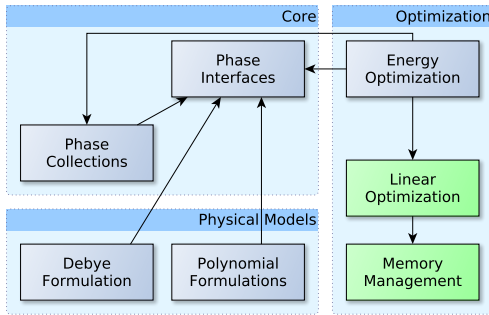 Core
Optimization
Phase
Interfaces
Energy
Optimization
Phase
Collections
Linear
Optimization
Physical Models
Debye
Formulation
Polynomial
Formulations
Memory
Management